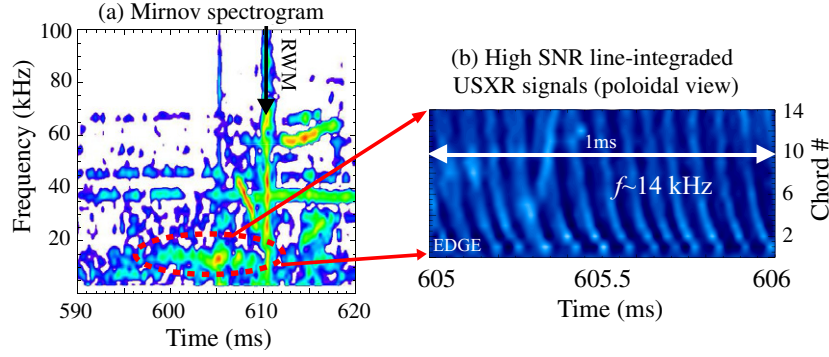 (a) Mirnov spectrogram
RWM
100
80
60
40
20
Frequency (kHz)
590
600
610
620
Time (ms)
(b) High SNR line-integraded
USXR signals (poloidal view)
1ms
f~14 kHz
EDGE
14
10
6
2
Chord #
605
605.5
606
Time (ms)